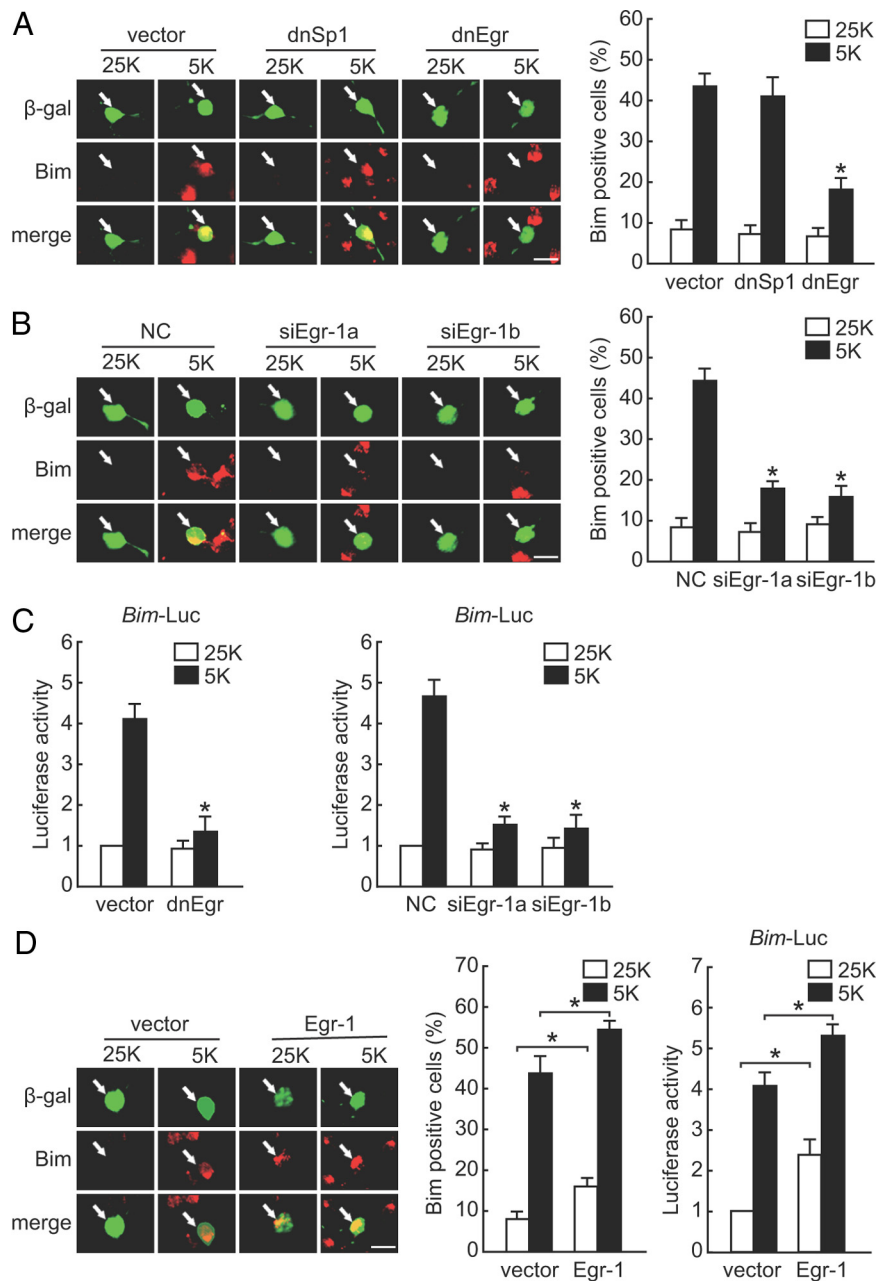 A
vector dnSp1 dnEgr
25K 5K 25K 5K 25K 5K
β-gal
Bim
merge
Bim positive cells (%)
60
50
40
30
20
10
0
25K
5K
*
vector dnSp1 dnEgr
B
NC siEgr-1a siEgr-1b
25K 5K 25K 5K 25K 5K
β-gal
Bim
merge
Bim positive cells (%)
60
50
40
30
20
10
0
25K
5K
* *
NC siEgr-1a siEgr-1b
C
Bim-Luc
Luciferase activity
6
5
4
3
2
1
0
25K
5K
*
vector dnEgr
Bim-Luc
Luciferase activity
6
5
4
3
2
1
0
25K
5K
* *
NC siEgr-1a siEgr-1b
D
vector Egr-1
25K 5K 25K 5K
β-gal
Bim
merge
Bim positive cells (%)
70
60
50
40
30
20
10
0
25K
5K
*
*
vector Egr-1
Bim-Luc
Luciferase activity
7
6
5
4
3
2
1
0
25K
5K
*
*
vector Egr-1